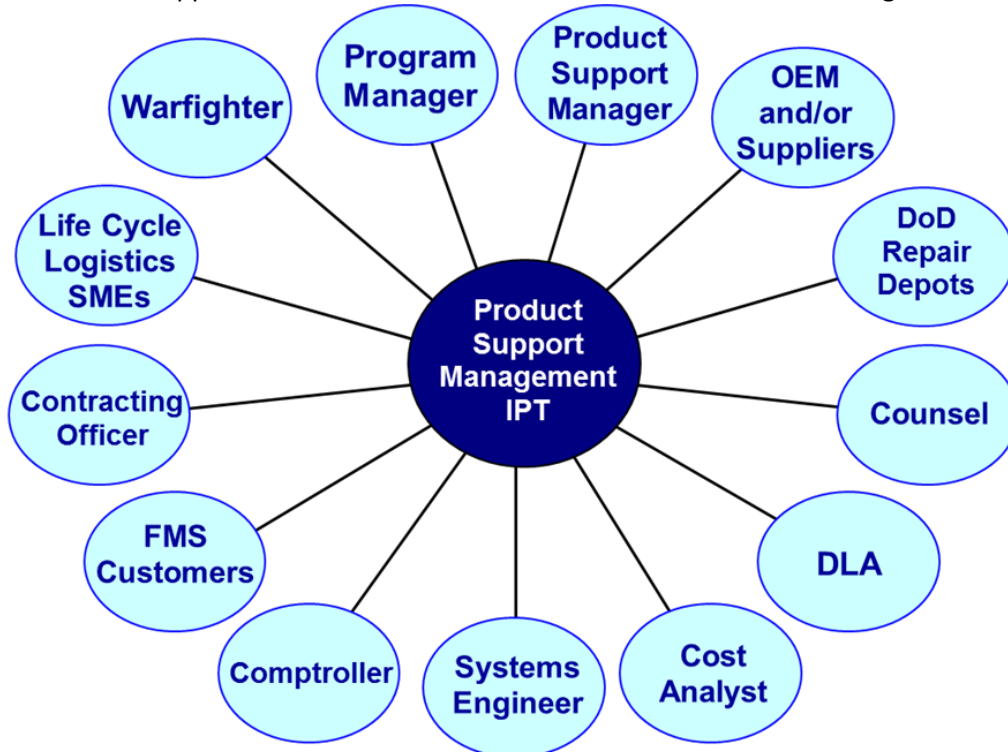 Warfighter
Program
Manager
Product
Support
Manager
OEM
and/or
Suppliers
Life Cycle
Logistics
SMEs
DoD
Repair
Depots
Product
Support
Management
IPT
Contracting
Officer
Counsel
FMS
Customers
DLA
Comptroller
Systems
Engineer
Cost
Analyst